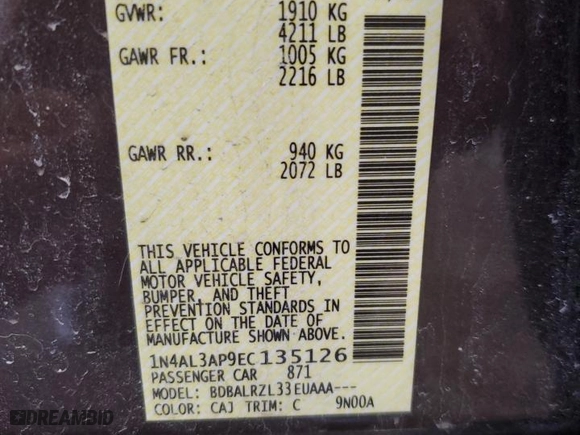 GVWR: 1910 KG
4211 LB
GAWR FR.: 1005 KG
2216 LB
GAWR RR.: 940 KG
2072 LB
THIS VEHICLE CONFORMS TO
ALL APPLICABLE FEDERAL
MOTOR VEHICLE SAFETY,
BUMPER, AND THEFT
PREVENTION STANDARDS IN
EFFECT ON THE DATE OF
MANUFACTURE SHOWN ABOVE.
1N4AL3AP9EC135126
PASSENGER CAR 871
MODEL: BDBALRZL33EUAAA---
COLOR: CAJ TRIM: C 9N00A
DREAMBID